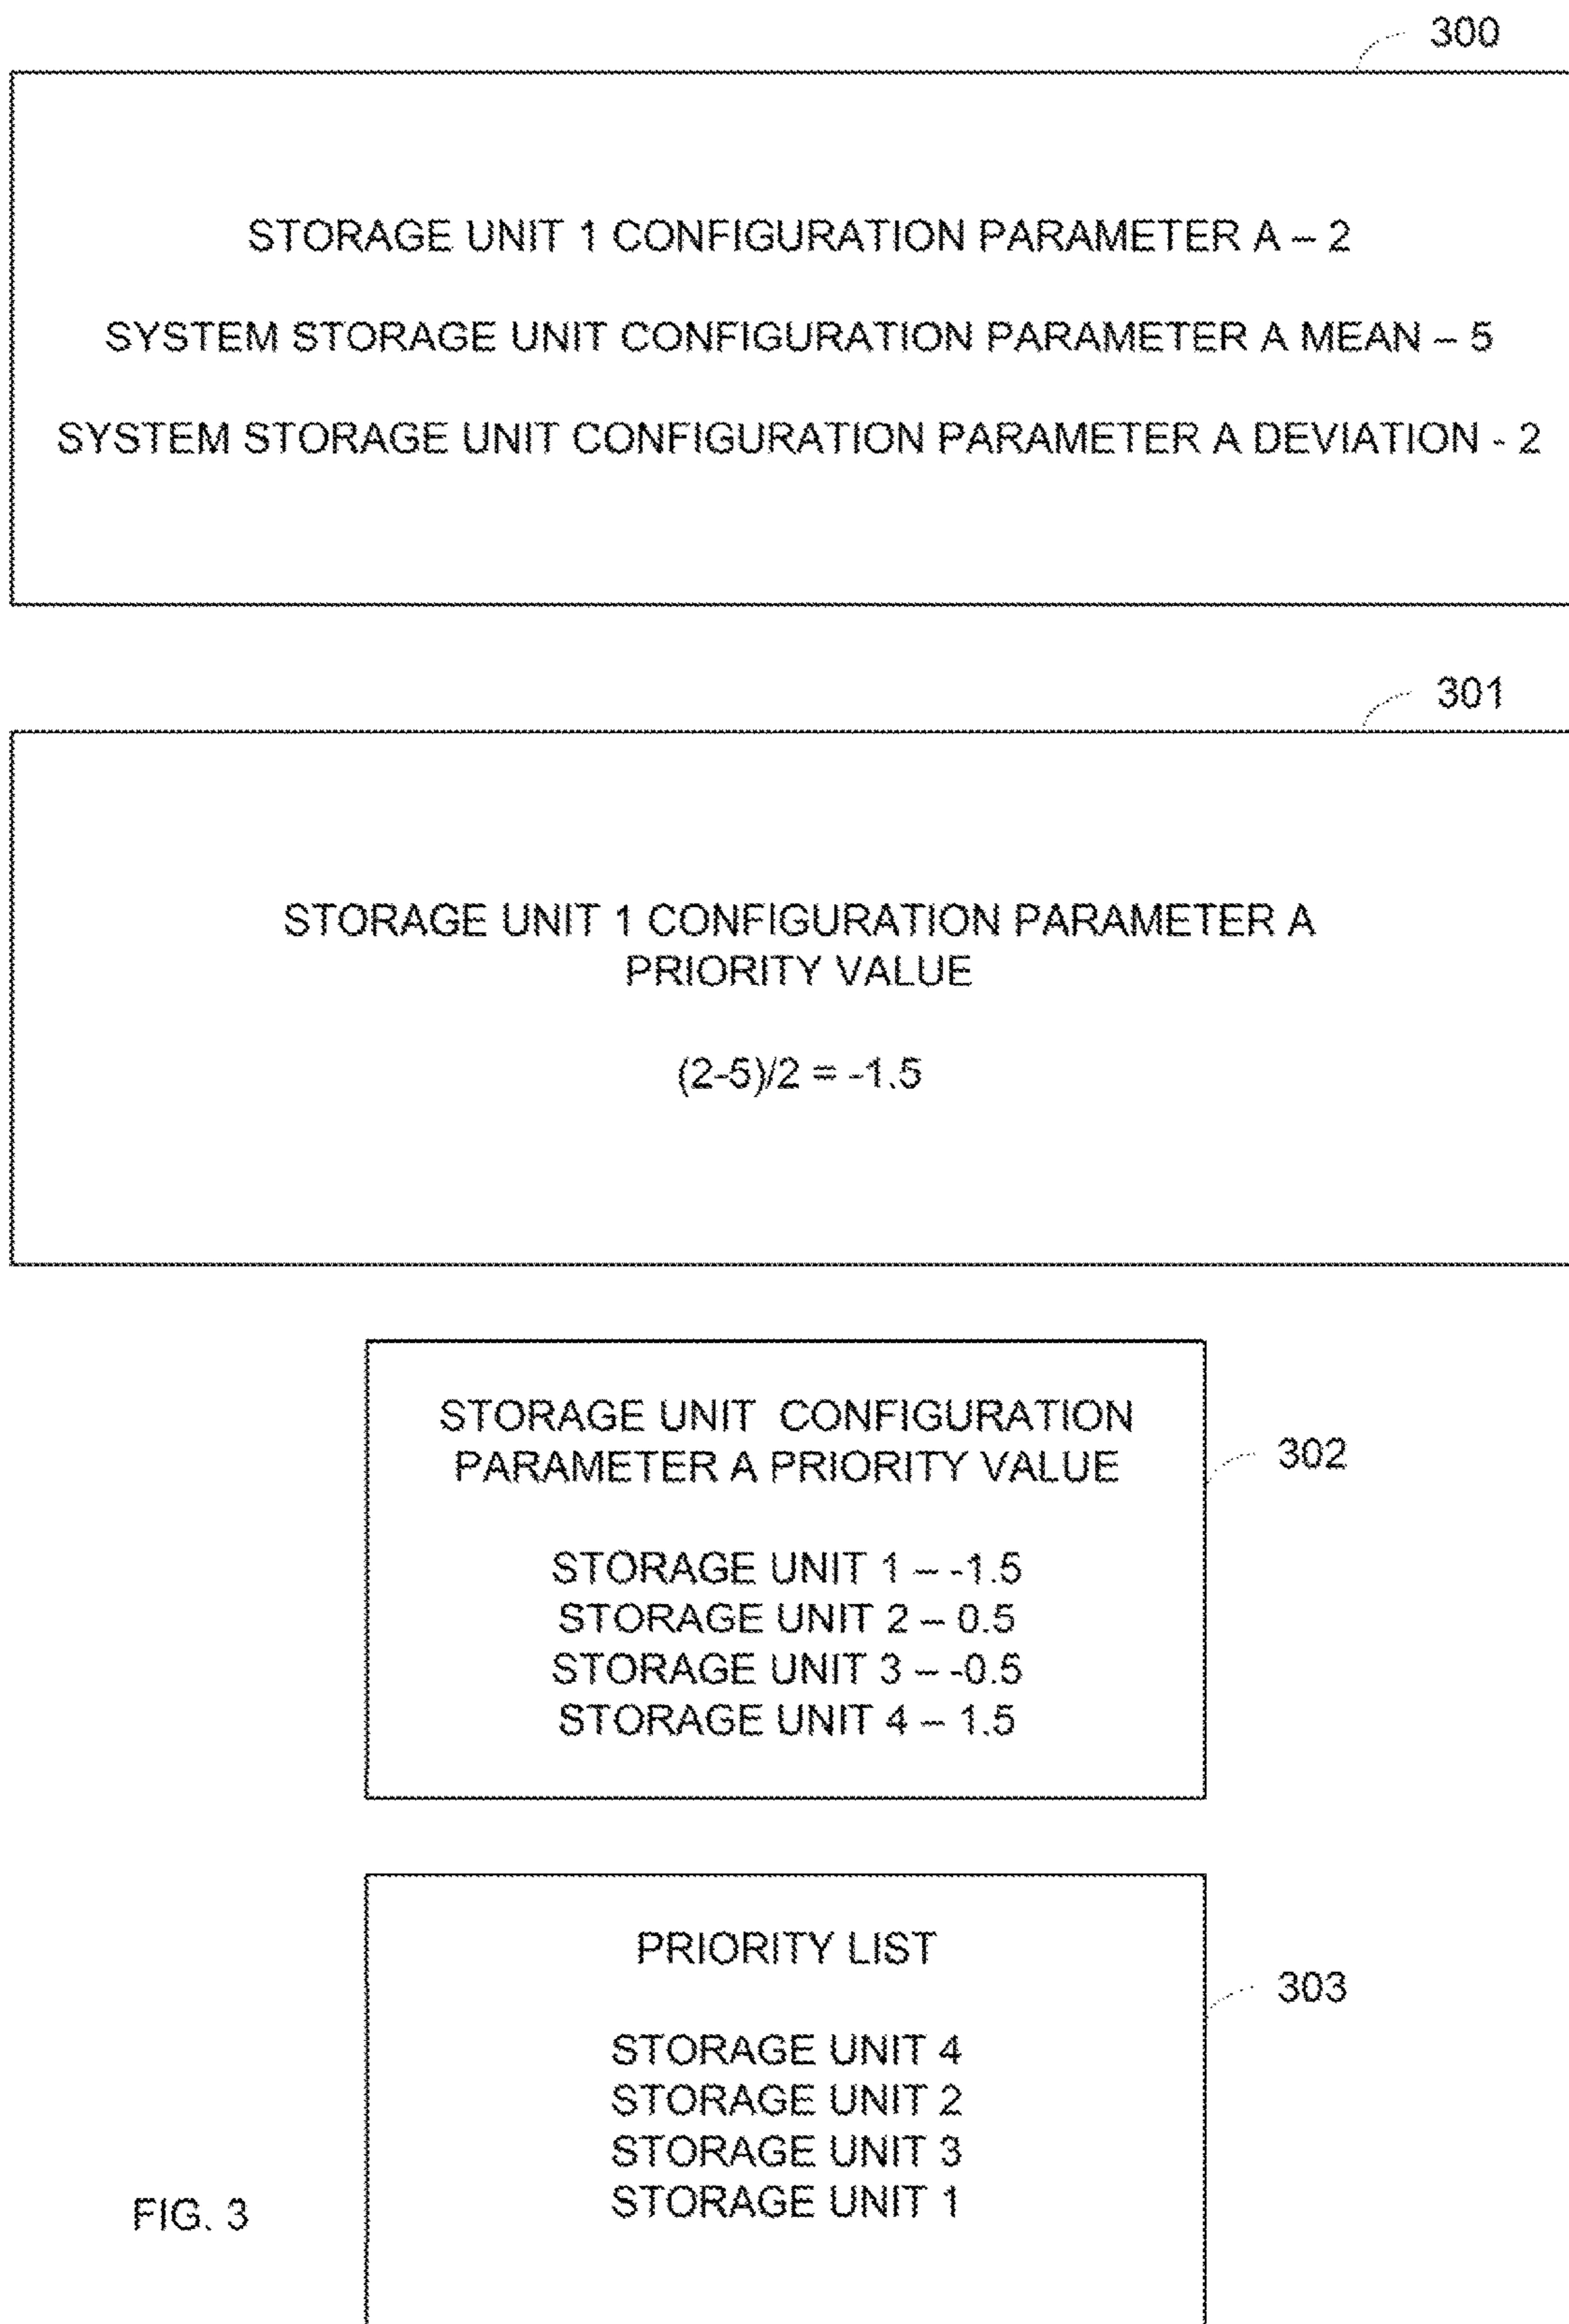 300
STORAGE UNIT 1 CONFIGURATION PARAMETER A – 2
SYSTEM STORAGE UNIT CONFIGURATION PARAMETER A MEAN – 5
SYSTEM STORAGE UNIT CONFIGURATION PARAMETER A DEVIATION - 2
301
STORAGE UNIT 1 CONFIGURATION PARAMETER A
PRIORITY VALUE
(2-5)/2 = -1.5
STORAGE UNIT CONFIGURATION
PARAMETER A PRIORITY VALUE
302
STORAGE UNIT 1 – -1.5
STORAGE UNIT 2 – 0.5
STORAGE UNIT 3 – -0.5
STORAGE UNIT 4 – 1.5
PRIORITY LIST
303
STORAGE UNIT 4
STORAGE UNIT 2
STORAGE UNIT 3
STORAGE UNIT 1
FIG. 3